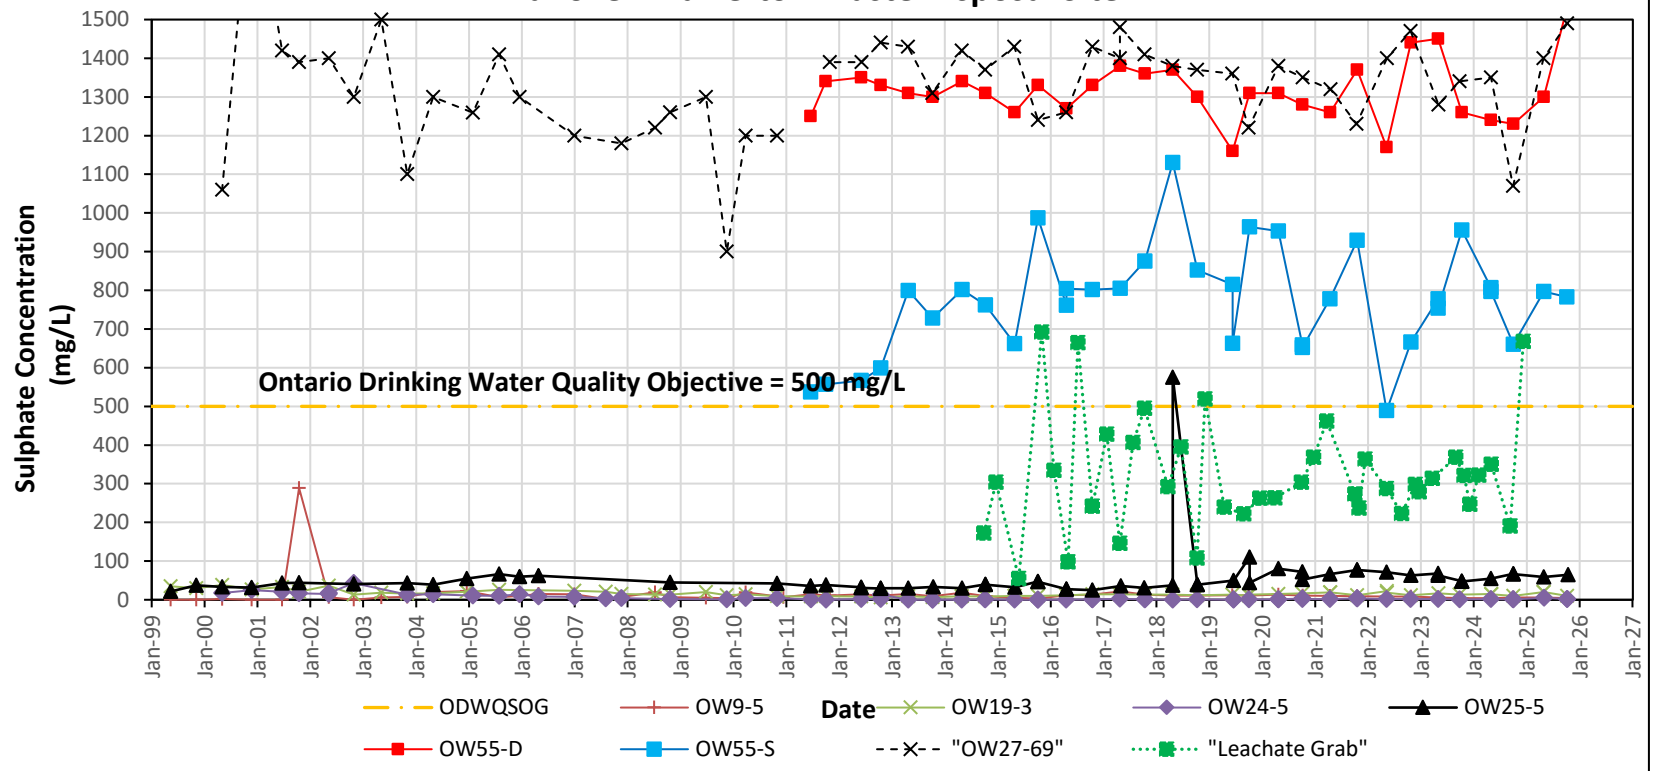 1500
1400
1300
1200
1100
1000
900
800
700
600
500
400
300
200
100
0
Sulphate Concentration
(mg/L)
Ontario Drinking Water Quality Objective = 500 mg/L
Jan-99
Jan-00
Jan-01
Jan-02
Jan-03
Jan-04
Jan-05
Jan-06
Jan-07
Jan-08
Jan-09
Jan-10
Jan-11
Jan-12
Jan-13
Jan-14
Jan-15
Jan-16
Jan-17
Jan-18
Jan-19
Jan-20
Jan-21
Jan-22
Jan-23
Jan-24
Jan-25
Jan-26
Jan-27
Date
ODWQSOG
OW9-5
OW19-3
OW24-5
OW25-5
OW55-D
OW55-S
"OW27-69"
"Leachate Grab"